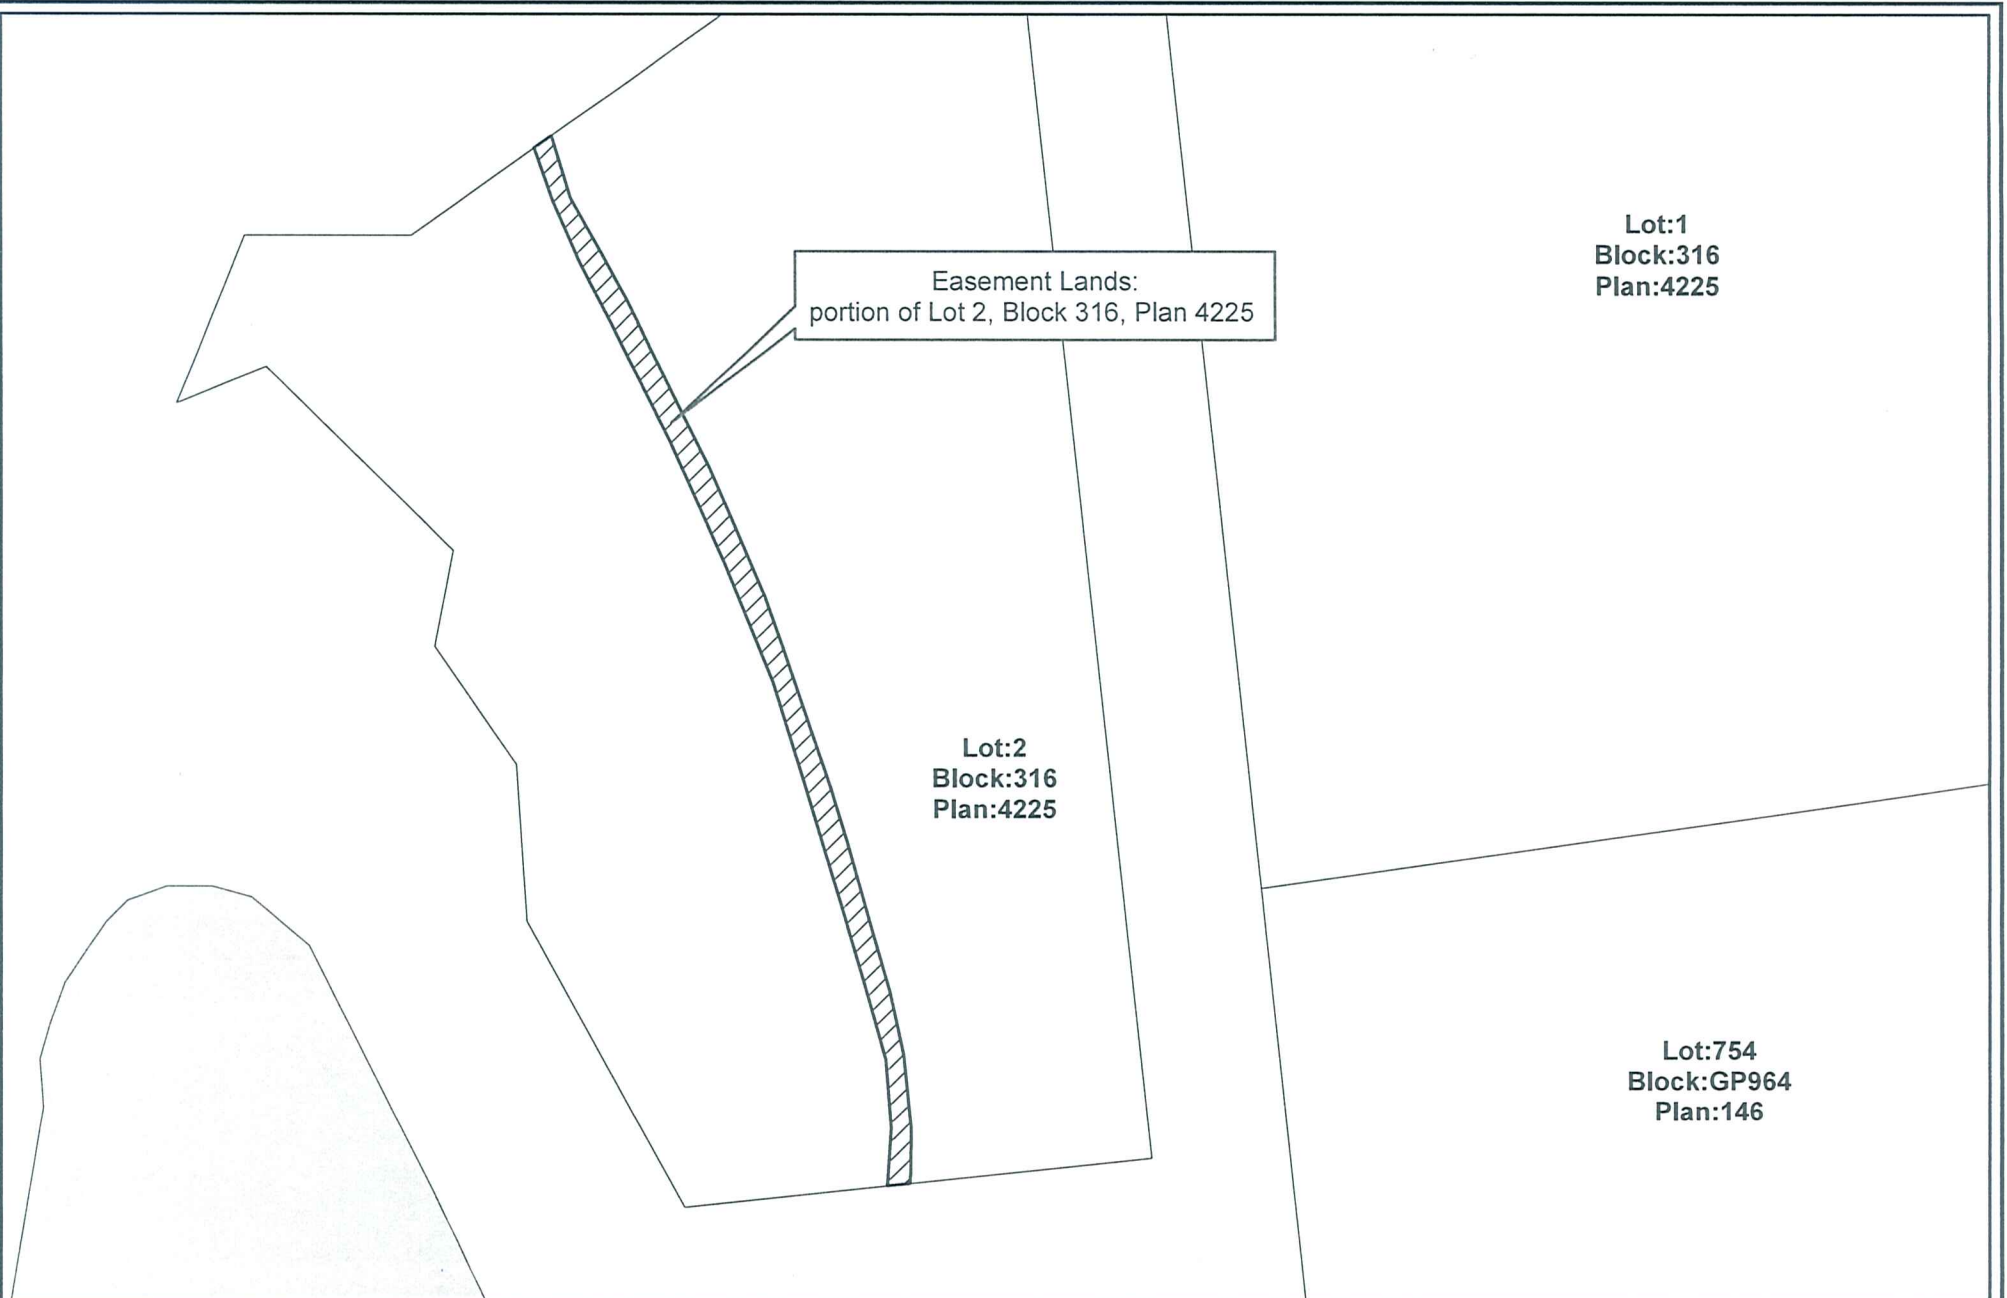 Lot:1
Block:316
Plan:4225
Easement Lands:
portion of Lot 2, Block 316, Plan 4225
Lot:2
Block:316
Plan:4225
Lot:754
Block:GP964
Plan:146